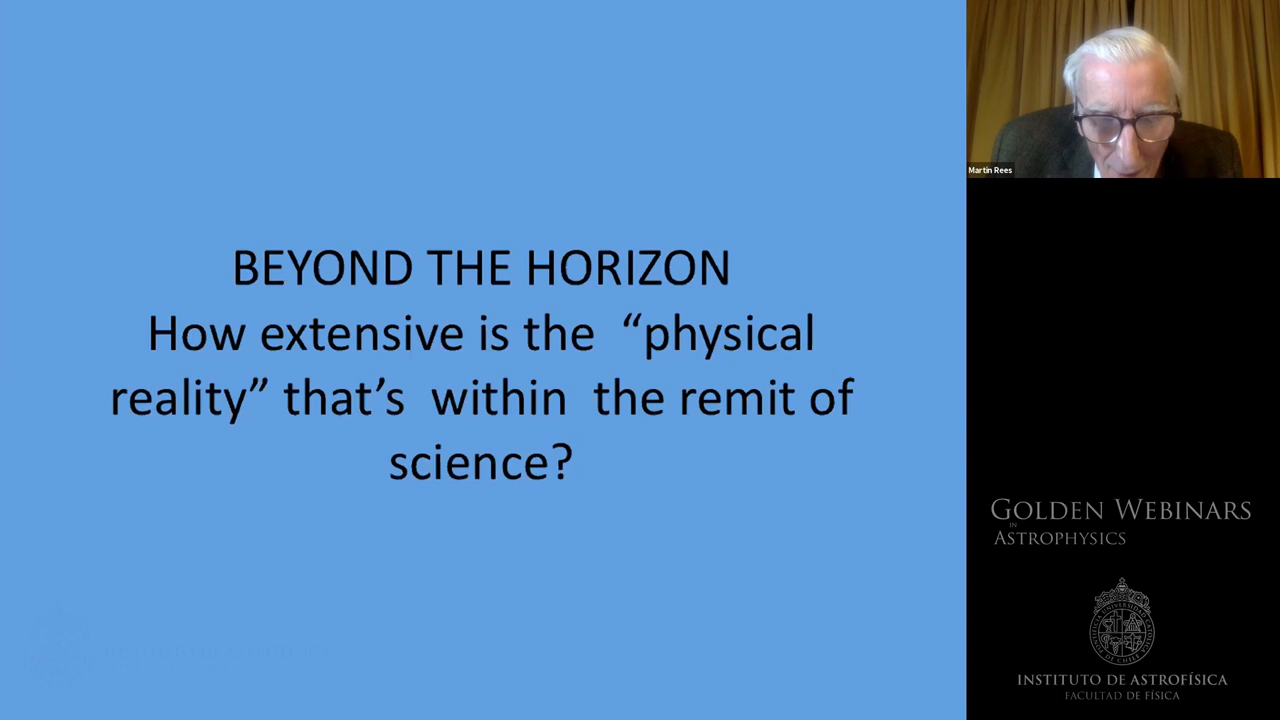 BEYOND THE HORIZON
How extensive is the “physical
reality” that’s within the remit of
science?
Martin Rees
GOLDEN WEBINARS
IN
ASTROPHYSICS
INSTITUTO DE ASTROFÍSICA
FACULTAD DE FÍSICA